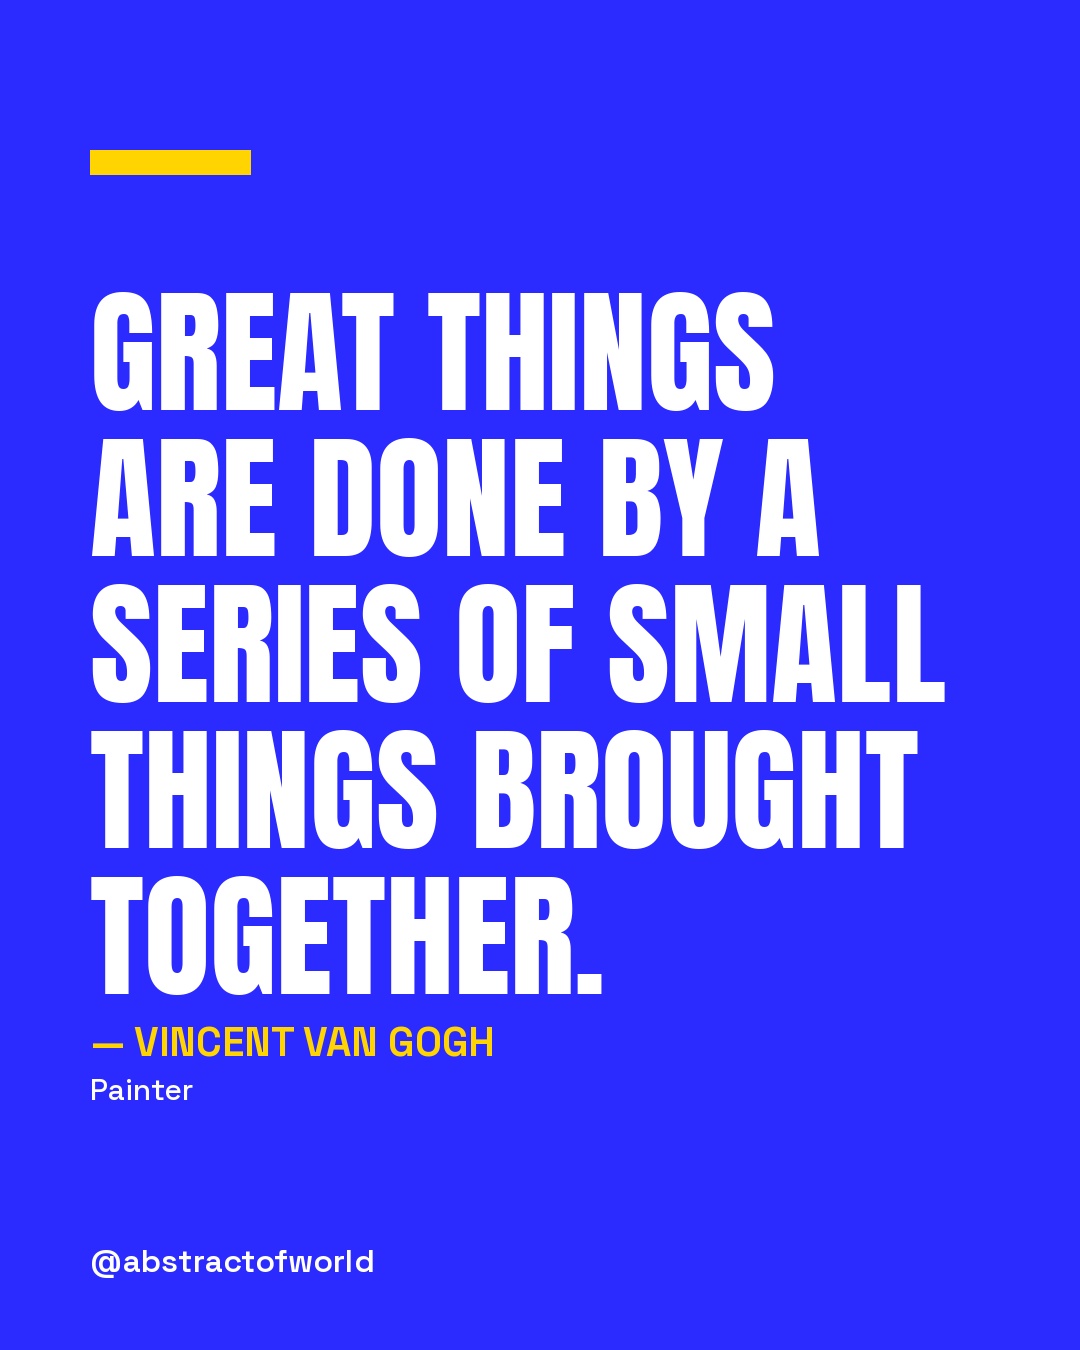 GREAT THINGS
ARE DONE BY A
SERIES OF SMALL
THINGS BROUGHT
TOGETHER.
— VINCENT VAN GOGH
Painter
@abstractofworld